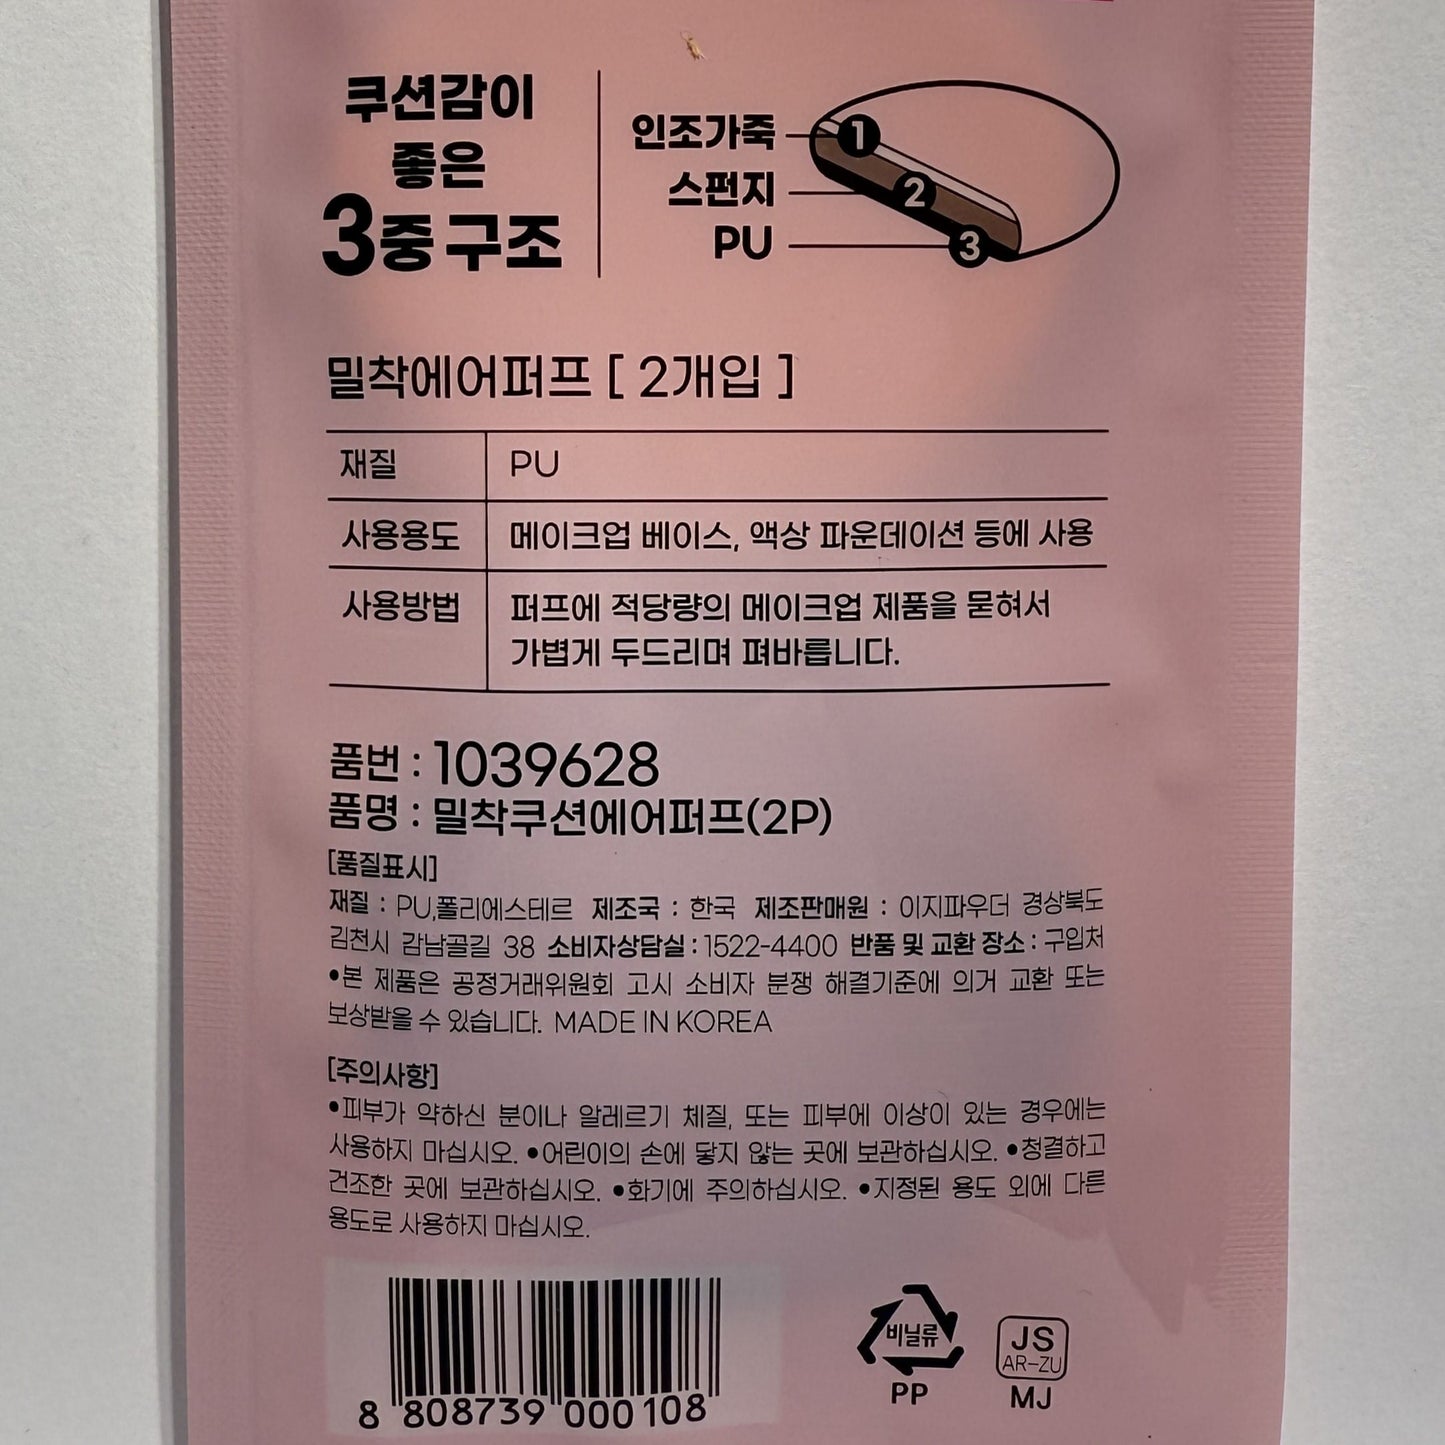 쿠션감이
좋은
3중 구조
인조가죽 1
스펀지 2
PU 3
밀착에어퍼프 [ 2개입 ]
재질 PU
사용용도 메이크업 베이스, 액상 파운데이션 등에 사용
사용방법 퍼프에 적당량의 메이크업 제품을 묻혀서
가볍게 두드리며 펴바릅니다.
품번 : 1039628
품명 : 밀착쿠션에어퍼프(2P)
[품질표시]
재질 : PU,폴리에스테르 제조국 : 한국 제조판매원 : 이지파우더 경상북도
김천시 감남골길 38 소비자상담실 : 1522-4400 반품 및 교환 장소 : 구입처
•본 제품은 공정거래위원회 고시 소비자 분쟁 해결기준에 의거 교환 또는
보상받을 수 있습니다. MADE IN KOREA
[주의사항]
•피부가 약하신 분이나 알레르기 체질, 또는 피부에 이상이 있는 경우에는
사용하지 마십시오. •어린이의 손에 닿지 않는 곳에 보관하십시오. •청결하고
건조한 곳에 보관하십시오. •화기에 주의하십시오. •지정된 용도 외에 다른
용도로 사용하지 마십시오.
8 808739 000108
비닐류
PP
JS
AR-ZU
MJ